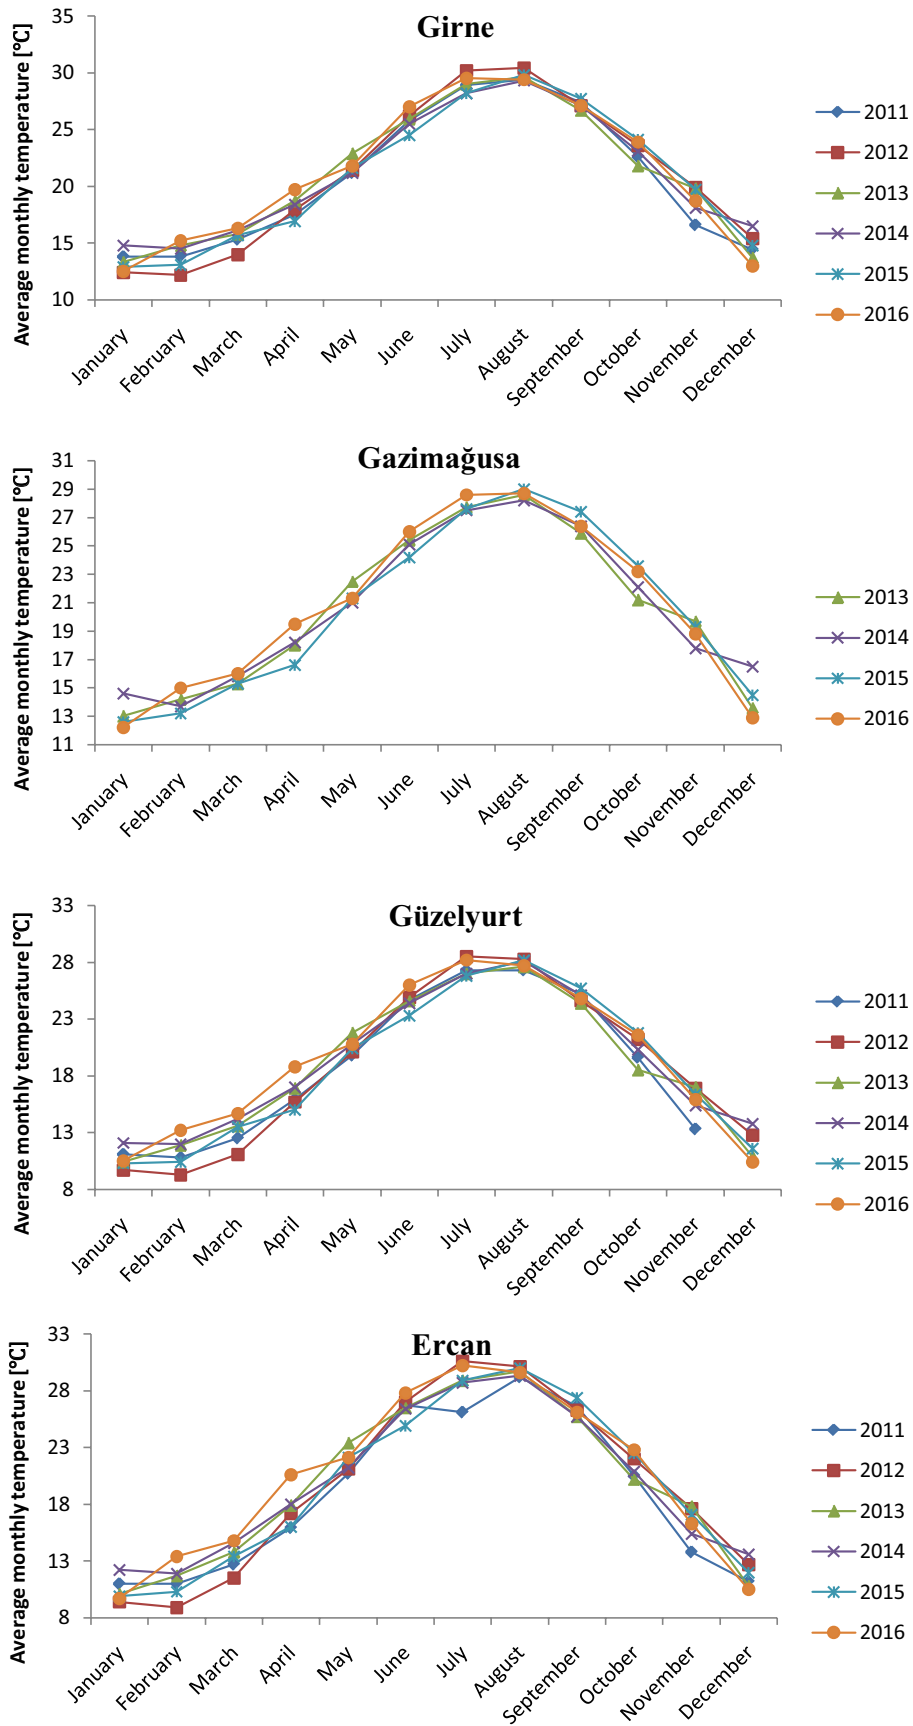 Girne
Average monthly temperature [°C]
35
30
25
20
15
10
January
February
March
April
May
June
July
August
September
October
November
December
2011
2012
2013
2014
2015
2016
Gazimağusa
Average monthly temperature [°C]
31
29
27
25
23
21
19
17
15
13
11
January
February
March
April
May
June
July
August
September
October
November
December
2013
2014
2015
2016
Güzelyurt
Average monthly temperature [°C]
33
28
23
18
13
8
January
February
March
April
May
June
July
August
September
October
November
December
2011
2012
2013
2014
2015
2016
Ercan
Average monthly temperature [°C]
33
28
23
18
13
8
January
February
March
April
May
June
July
August
September
October
November
December
2011
2012
2013
2014
2015
2016